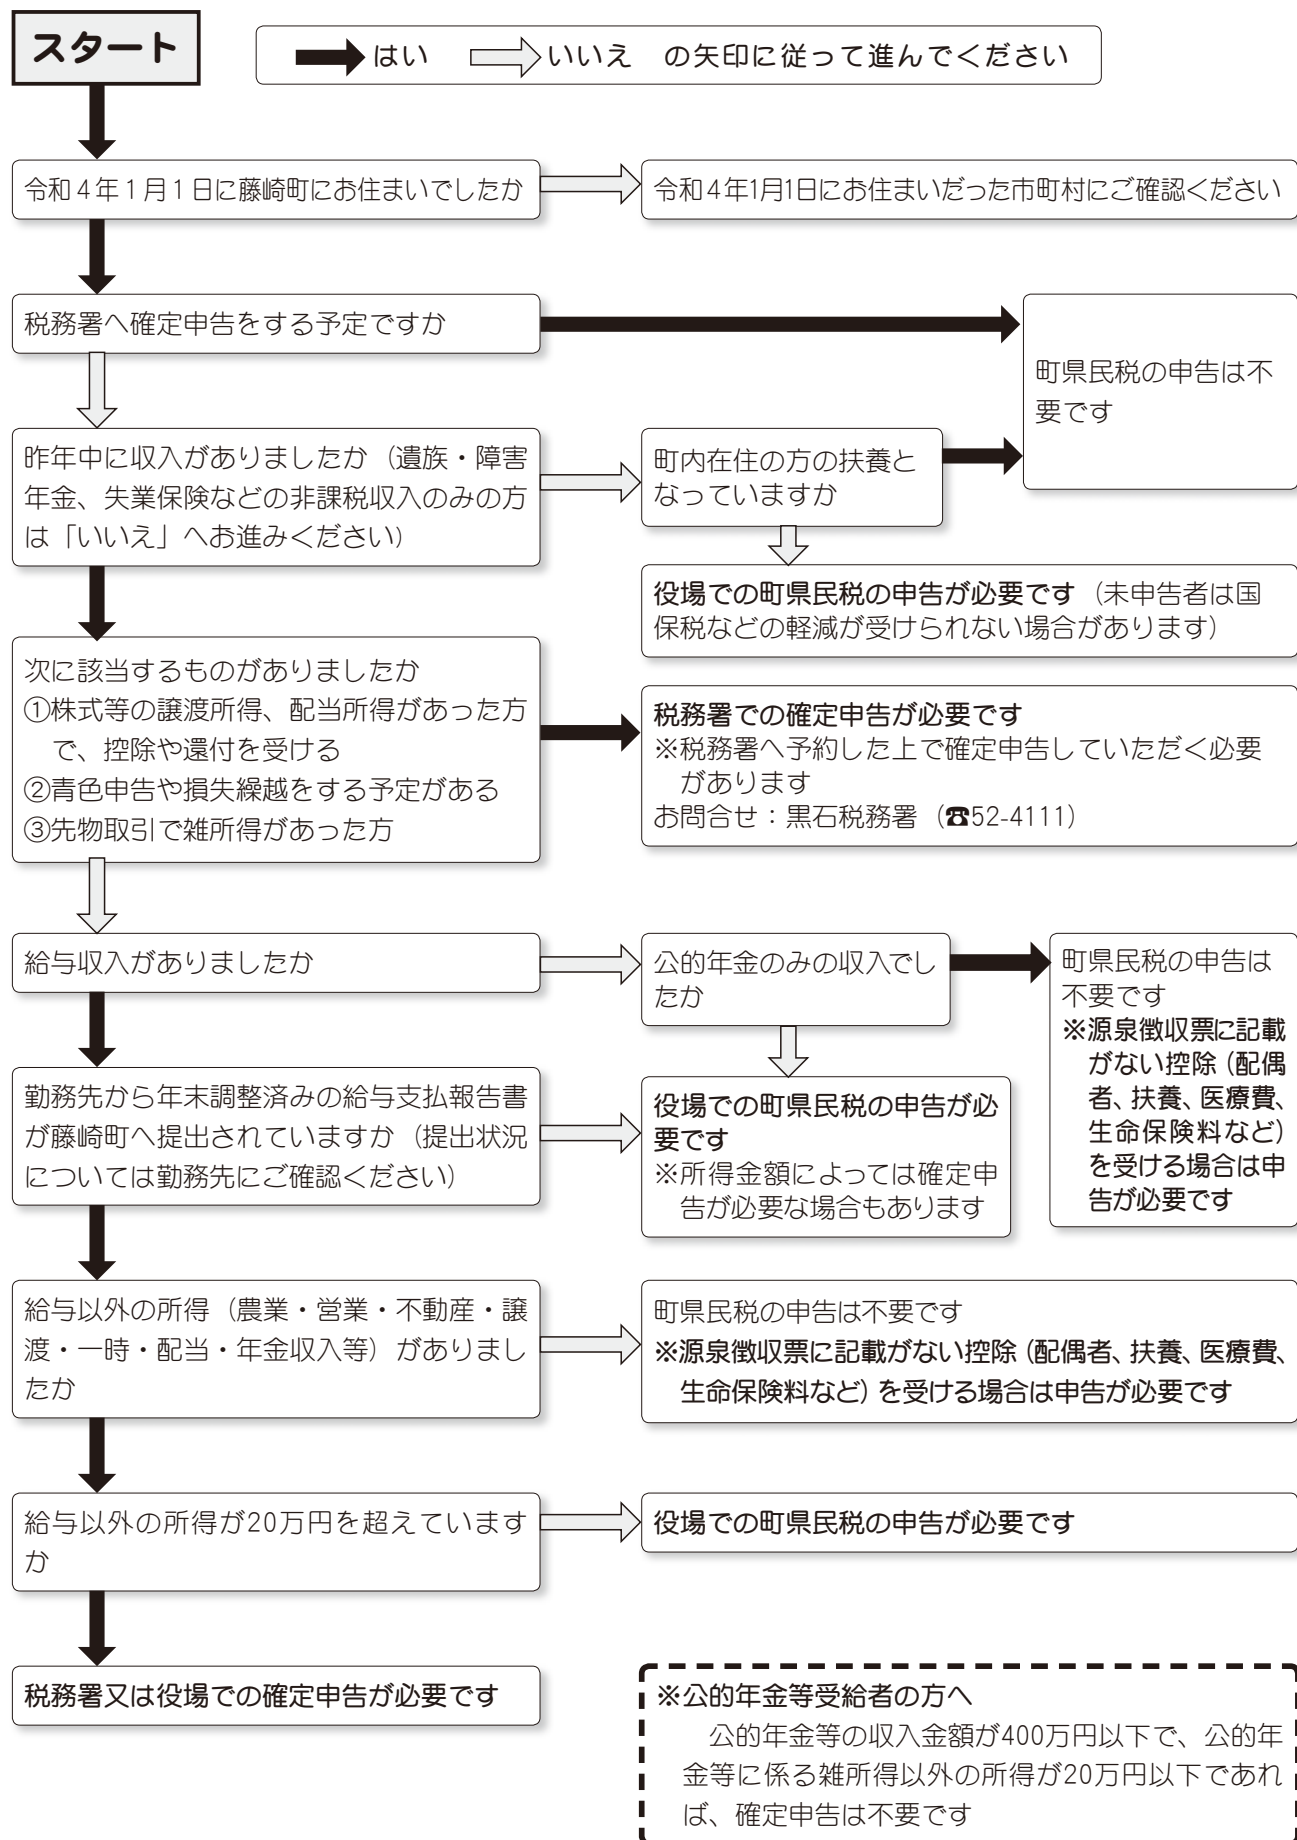 スタート
はい いいえ の矢印に従って進んでください
令和４年１月１日に藤崎町にお住まいでしたか
令和４年1月1日にお住まいだった市町村にご確認ください
税務署へ確定申告をする予定ですか
町県民税の申告は不
要です
昨年中に収入がありましたか（遺族・障害
年金、失業保険などの非課税収入のみの方
は「いいえ」へお進みください）
町内在住の方の扶養と
なっていますか
役場での町県民税の申告が必要です（未申告者は国
保税などの軽減が受けられない場合があります）
次に該当するものがありましたか
①株式等の譲渡所得、配当所得があった方
で、控除や還付を受ける
②青色申告や損失繰越をする予定がある
③先物取引で雑所得があった方
税務署での確定申告が必要です
※税務署へ予約した上で確定申告していただく必要
があります
お問合せ：黒石税務署（☎52-4111）
給与収入がありましたか
公的年金のみの収入でし
たか
町県民税の申告は
不要です
※源泉徴収票に記載
がない控除（配偶
者、扶養、医療費、
生命保険料など）
を受ける場合は申
告が必要です
勤務先から年末調整済みの給与支払報告書
が藤崎町へ提出されていますか（提出状況
については勤務先にご確認ください）
役場での町県民税の申告が必
要です
※所得金額によっては確定申
告が必要な場合もあります
給与以外の所得（農業・営業・不動産・譲
渡・一時・配当・年金収入等）がありまし
たか
町県民税の申告は不要です
※源泉徴収票に記載がない控除（配偶者、扶養、医療費、
生命保険料など）を受ける場合は申告が必要です
給与以外の所得が20万円を超えています
か
役場での町県民税の申告が必要です
税務署又は役場での確定申告が必要です
※公的年金等受給者の方へ
公的年金等の収入金額が400万円以下で、公的年
金等に係る雑所得以外の所得が20万円以下であれ
ば、確定申告は不要です